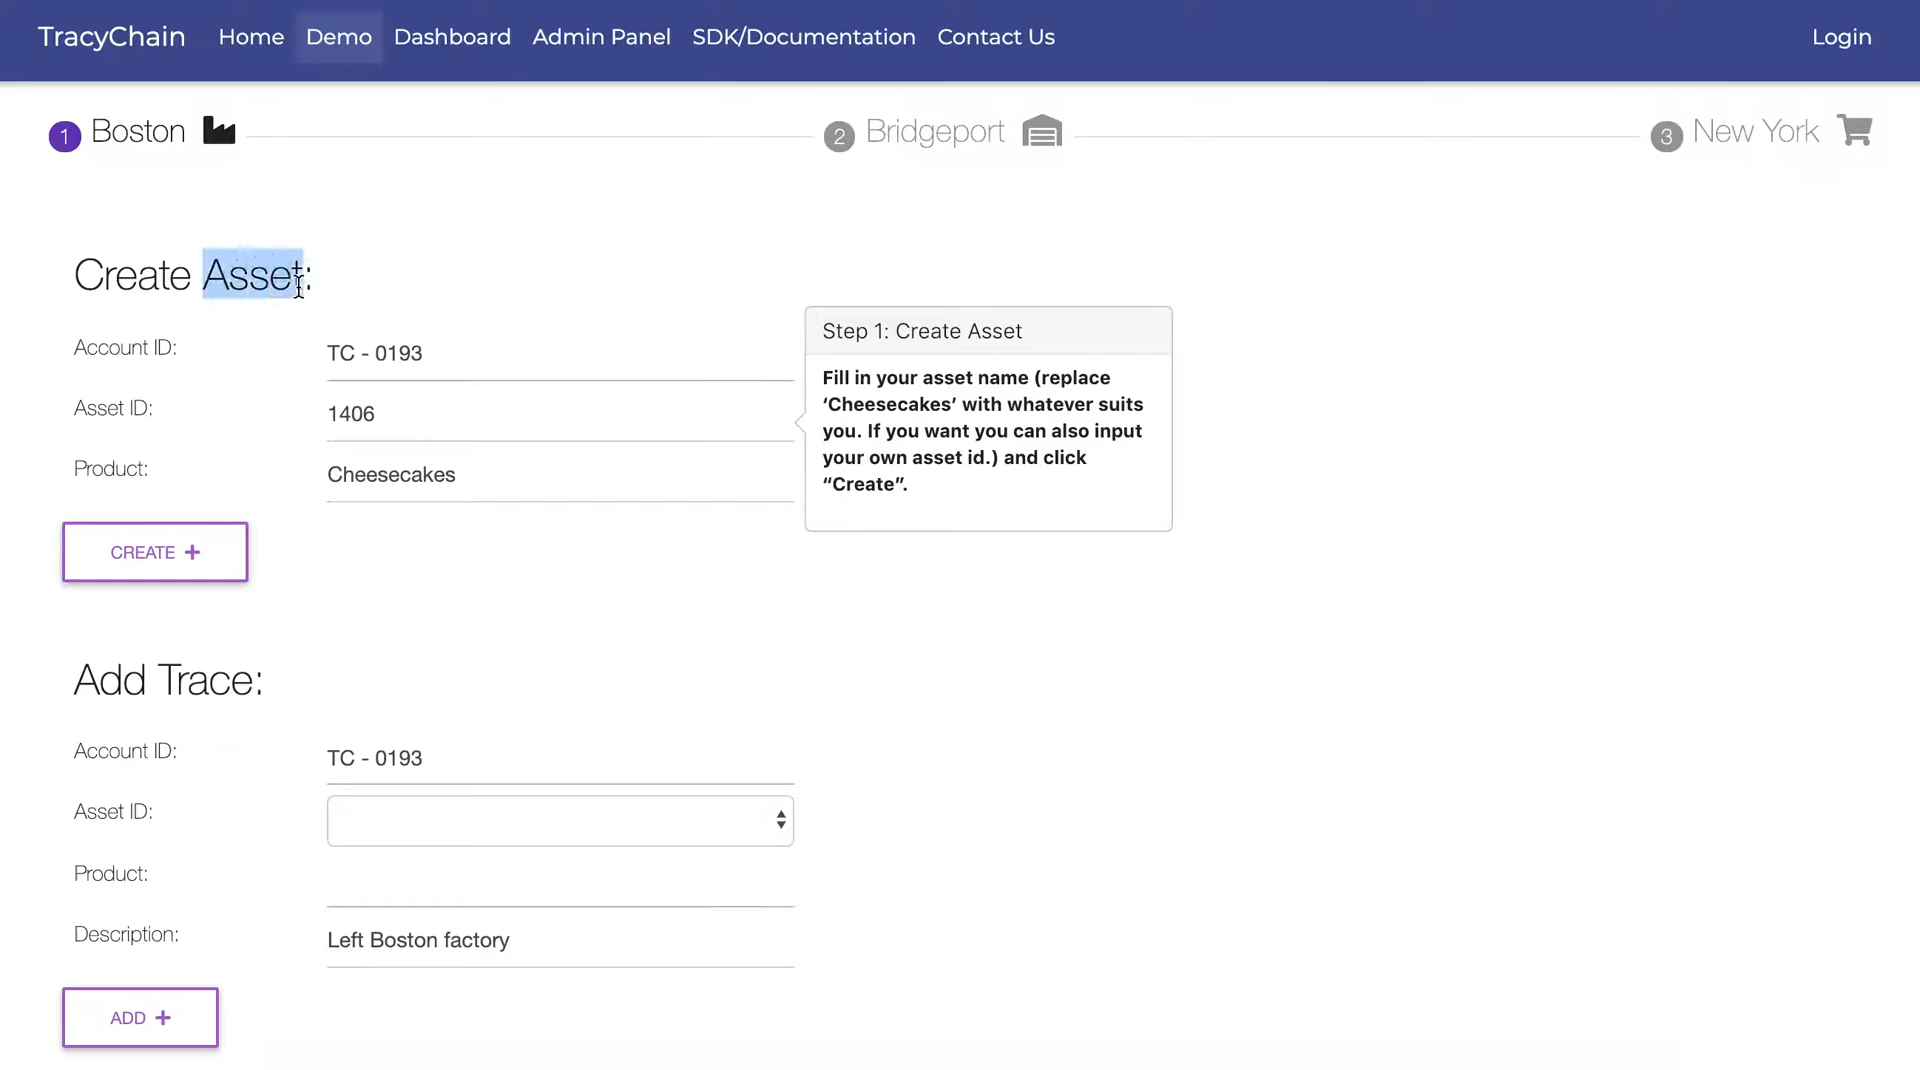 TracyChain Home Demo Dashboard Admin Panel SDK/Documentation Contact Us Login
1 Boston 2 Bridgeport 3 New York
Create Asset:
Account ID: TC - 0193
Asset ID: 1406
Product: Cheesecakes
Step 1: Create Asset
Fill in your asset name (replace
‘Cheesecakes’ with whatever suits
you. If you want you can also input
your own asset id.) and click
“Create”.
CREATE +
Add Trace:
Account ID: TC - 0193
Asset ID:
Product:
Description: Left Boston factory
ADD +